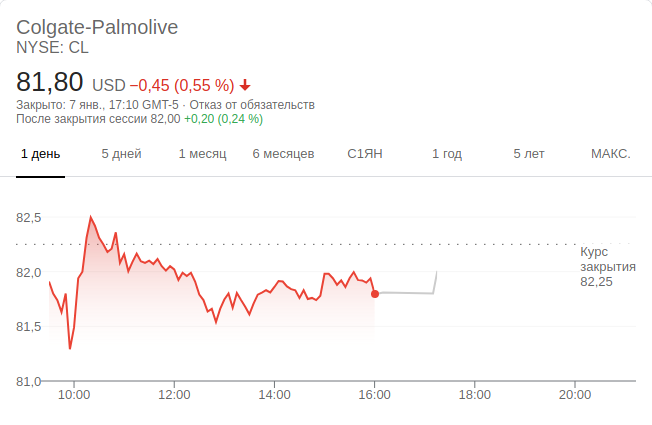 Colgate-Palmolive
NYSE: CL
81,80 USD −0,45 (0,55 %)
Закрыто: 7 янв., 17:10 GMT-5 · Отказ от обязательств
После закрытия сессии 82,00 +0,20 (0,24 %)
1 день 5 дней 1 месяц 6 месяцев С1ЯН 1 год 5 лет МАКС.
82,5
82,0
81,5
81,0
Курс
закрытия
82,25
10:00 12:00 14:00 16:00 18:00 20:00